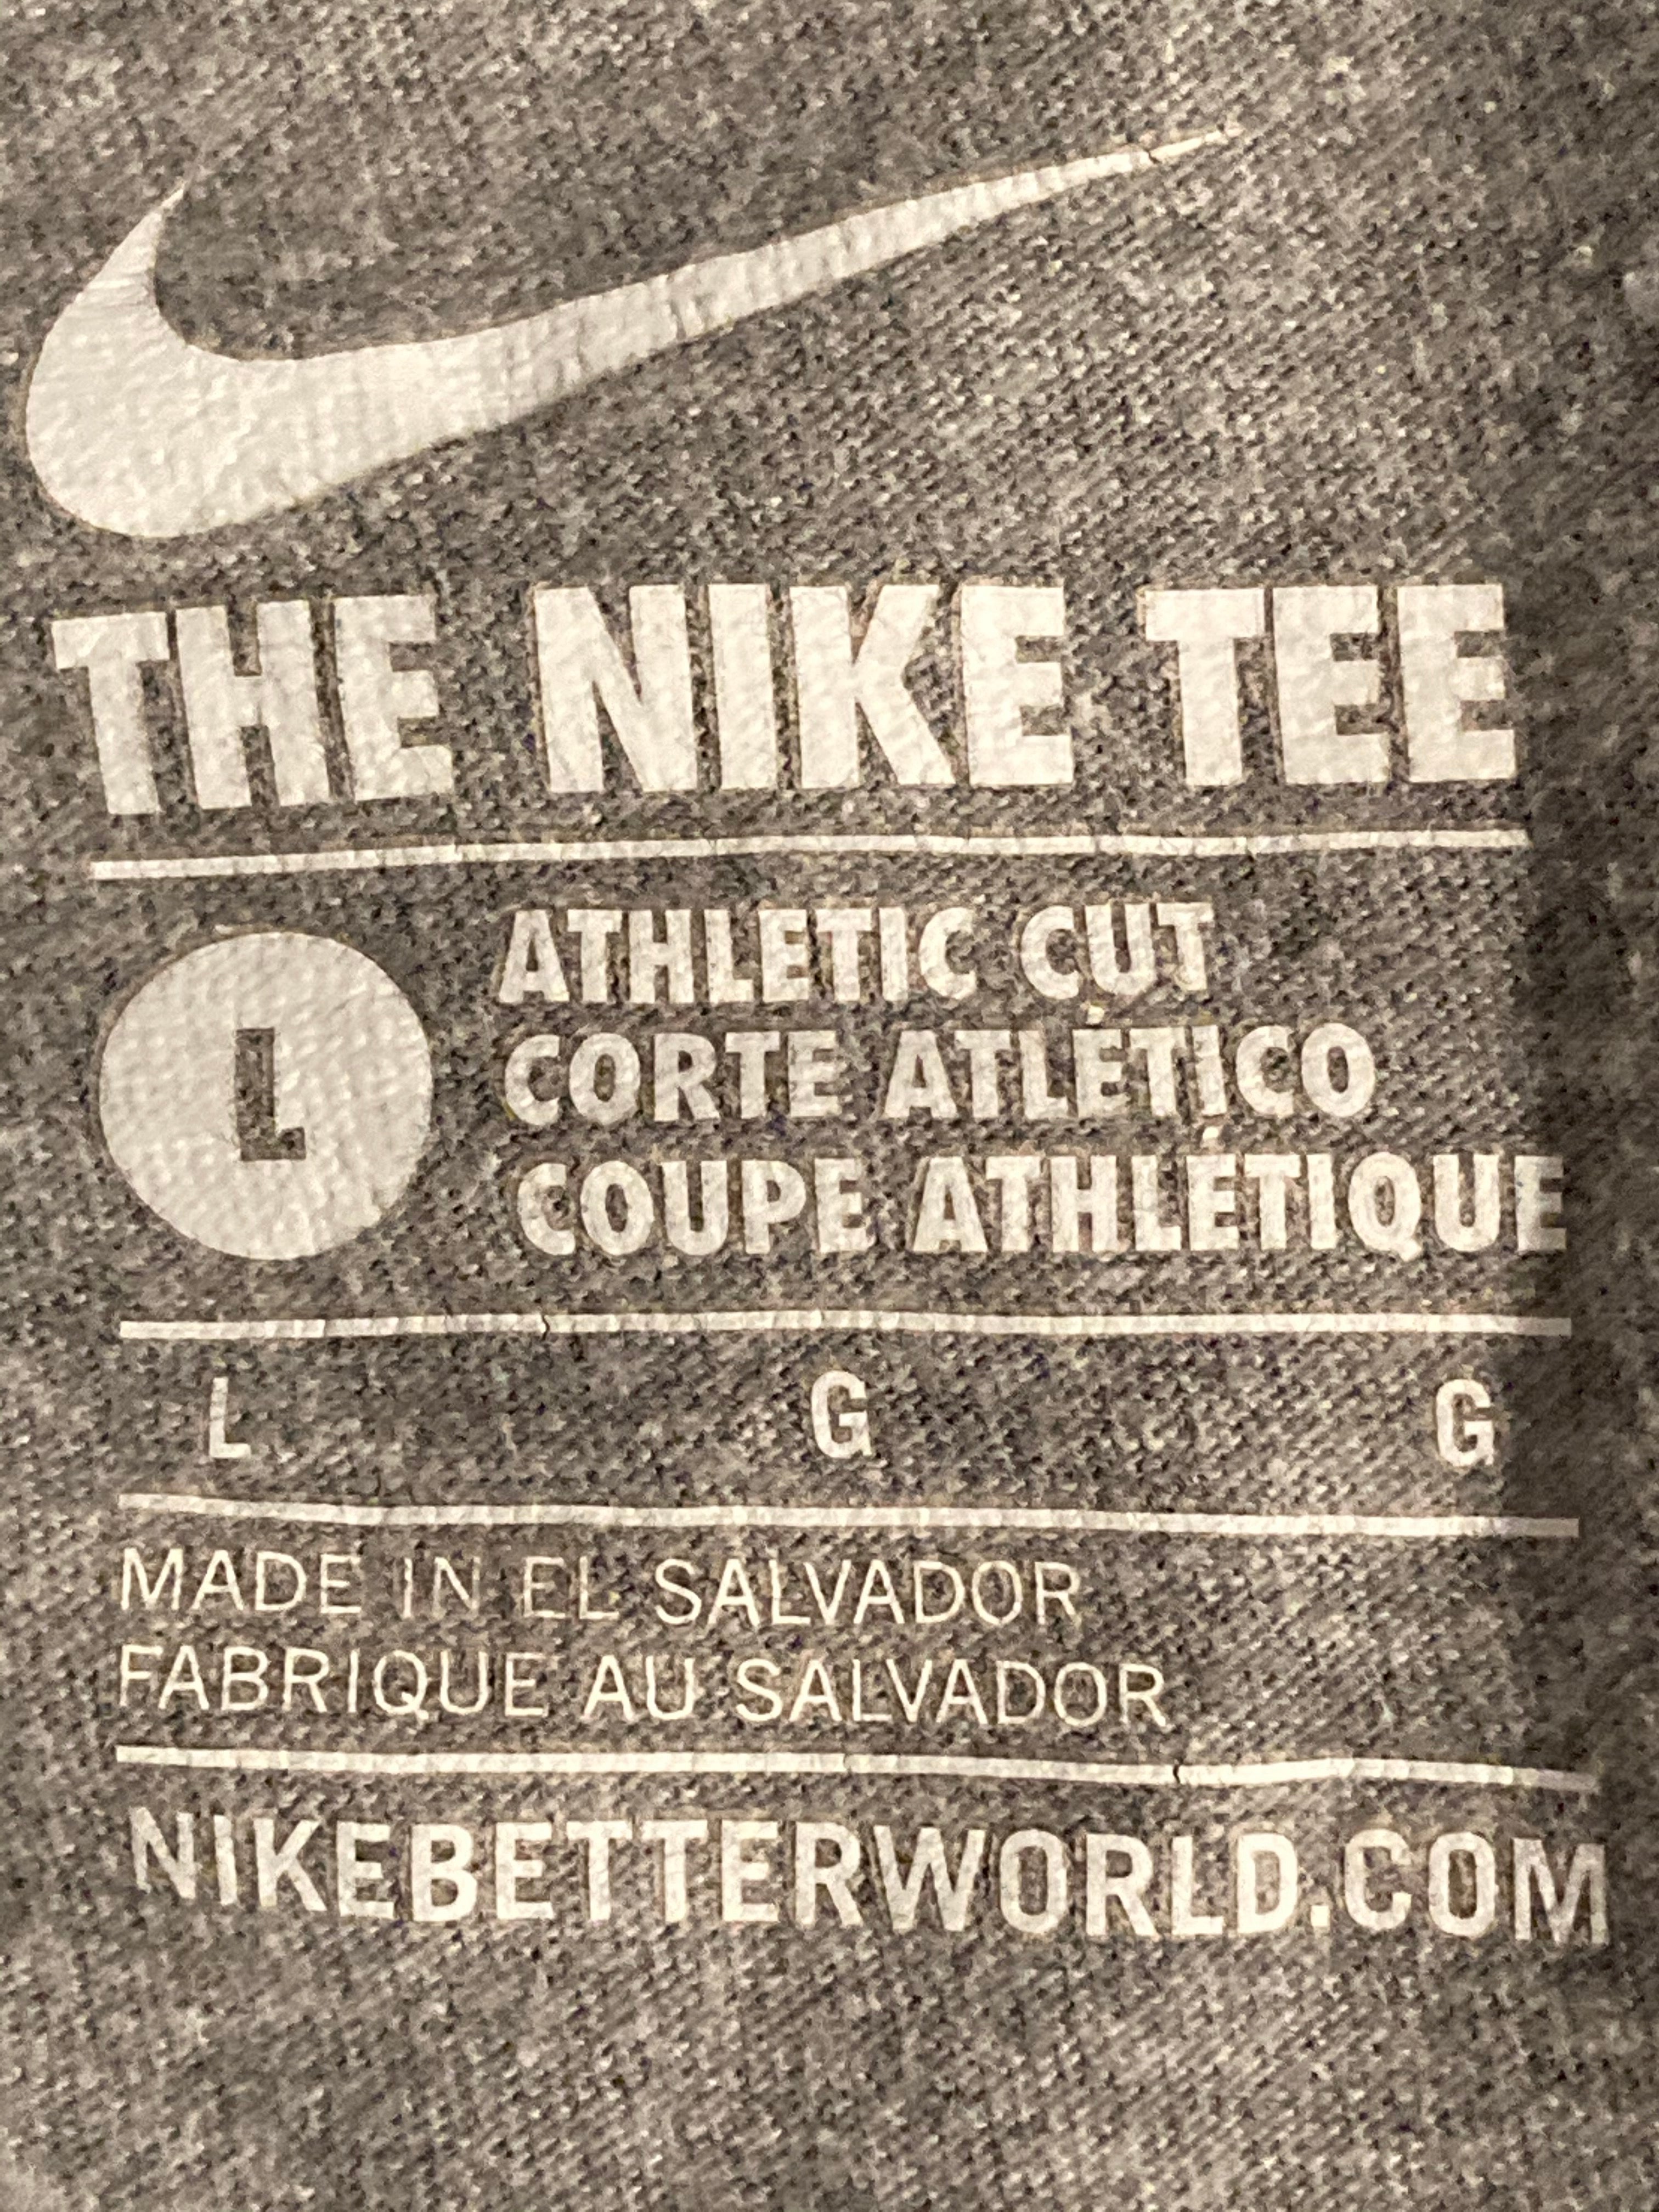 THE NIKE TEE
L
ATHLETIC CUT
CORTE ATLÉTICO
COUPE ATHLÉTIQUE
L G G
MADE IN EL SALVADOR
FABRIQUE AU SALVADOR
NIKEBETTERWORLD.COM